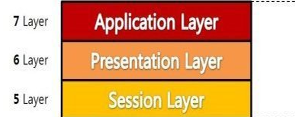 7 Layer Application Layer
6 Layer Presentation Layer
5 Layer Session Layer